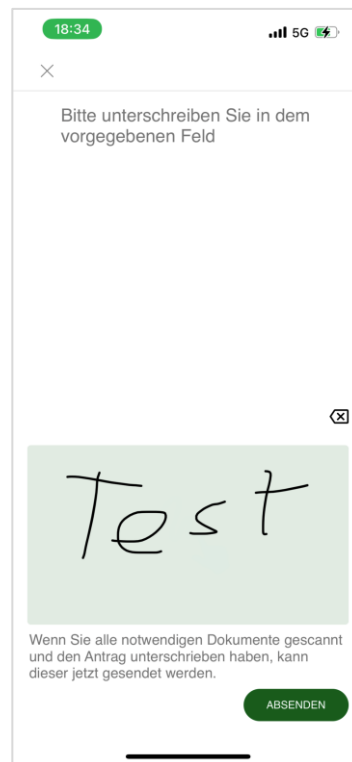 18:34
5G
Bitte unterschreiben Sie in dem
vorgegebenen Feld
Test
Wenn Sie alle notwendigen Dokumente gescannt
und den Antrag unterschrieben haben, kann
dieser jetzt gesendet werden.
ABSENDEN